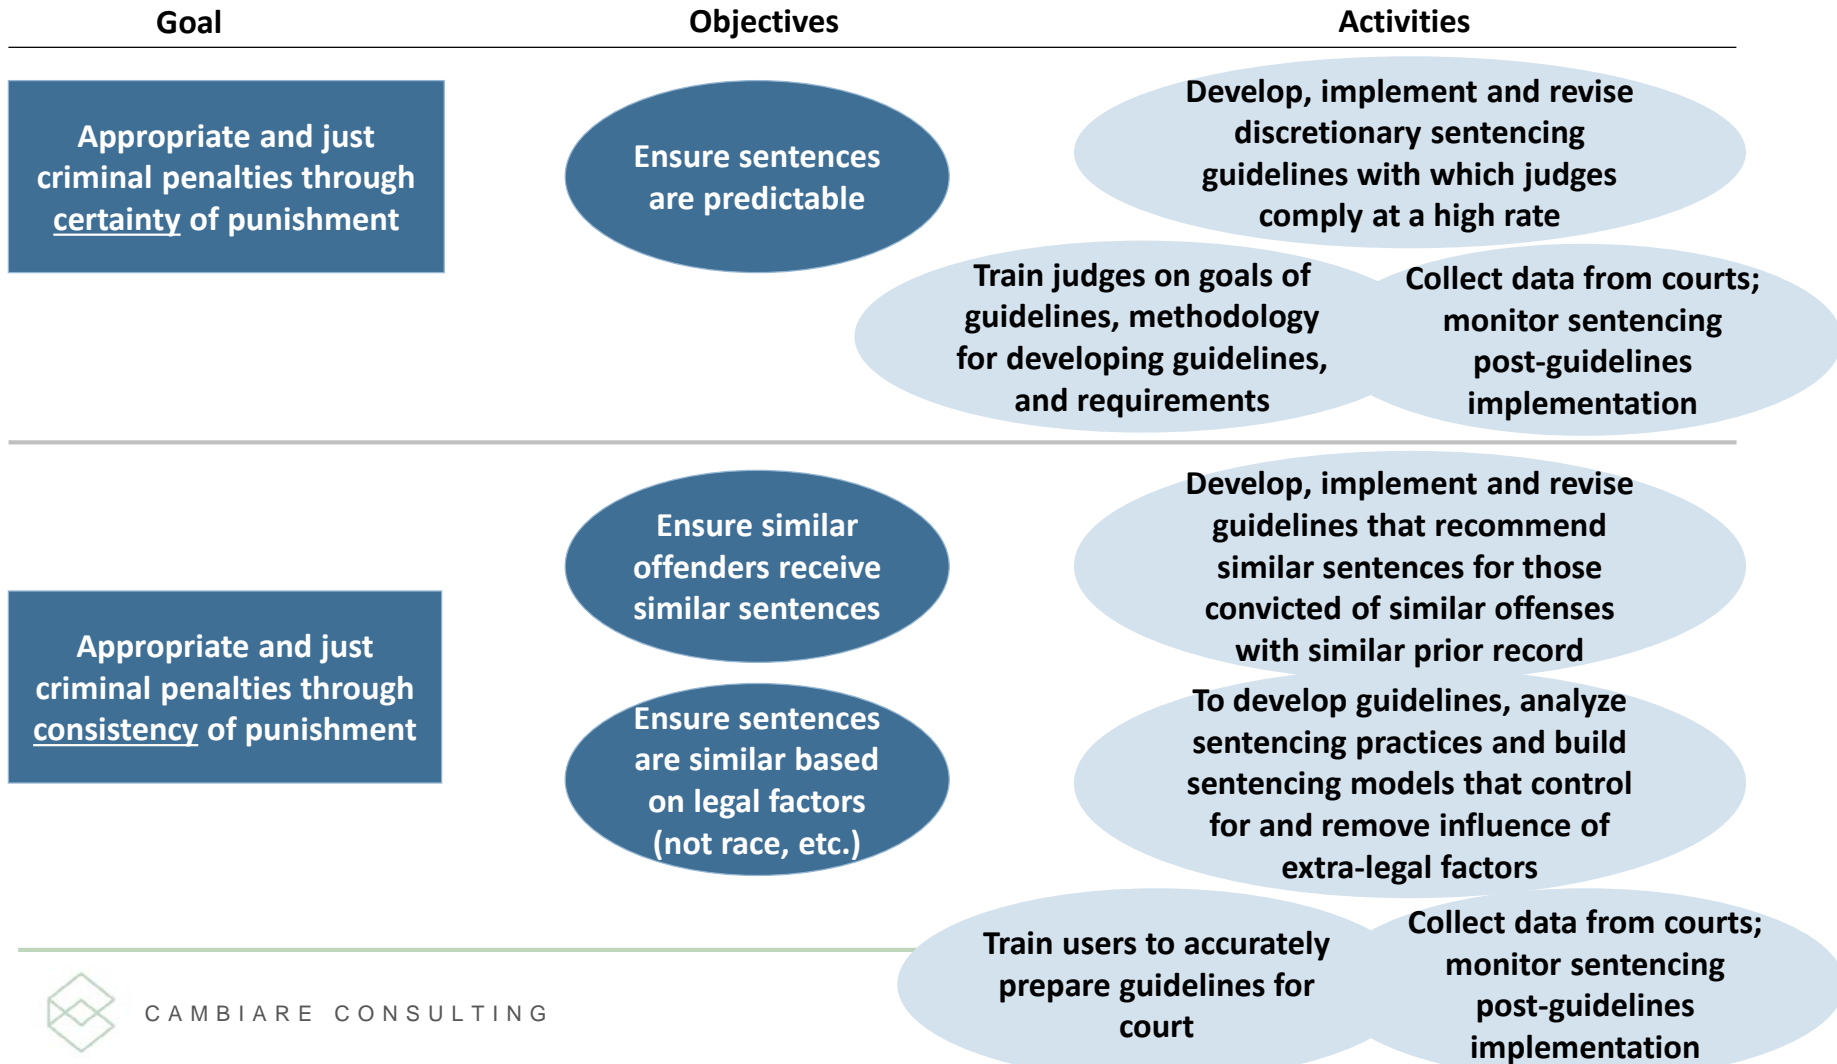 Goal
Objectives
Activities
Appropriate and just
criminal penalties through
certainty of punishment
Ensure sentences
are predictable
Develop, implement and revise
discretionary sentencing
guidelines with which judges
comply at a high rate
Train judges on goals of
guidelines, methodology
for developing guidelines,
and requirements
Collect data from courts;
monitor sentencing
post-guidelines
implementation
Appropriate and just
criminal penalties through
consistency of punishment
Ensure similar
offenders receive
similar sentences
Ensure sentences
are similar based
on legal factors
(not race, etc.)
Develop, implement and revise
guidelines that recommend
similar sentences for those
convicted of similar offenses
with similar prior record
To develop guidelines, analyze
sentencing practices and build
sentencing models that control
for and remove influence of
extra-legal factors
Train users to accurately
prepare guidelines for
court
Collect data from courts;
monitor sentencing
post-guidelines
implementation
CAMBIARE CONSULTING